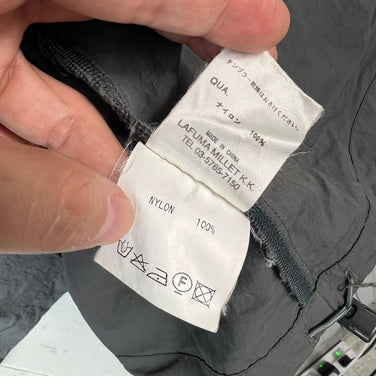 タンブラー乾燥はおさけください。
QUA.
ナイロン 100%
MADE IN CHINA
LAFUMA MILLET K.K.
TEL 03-5765-7150
NYLON 100%
F